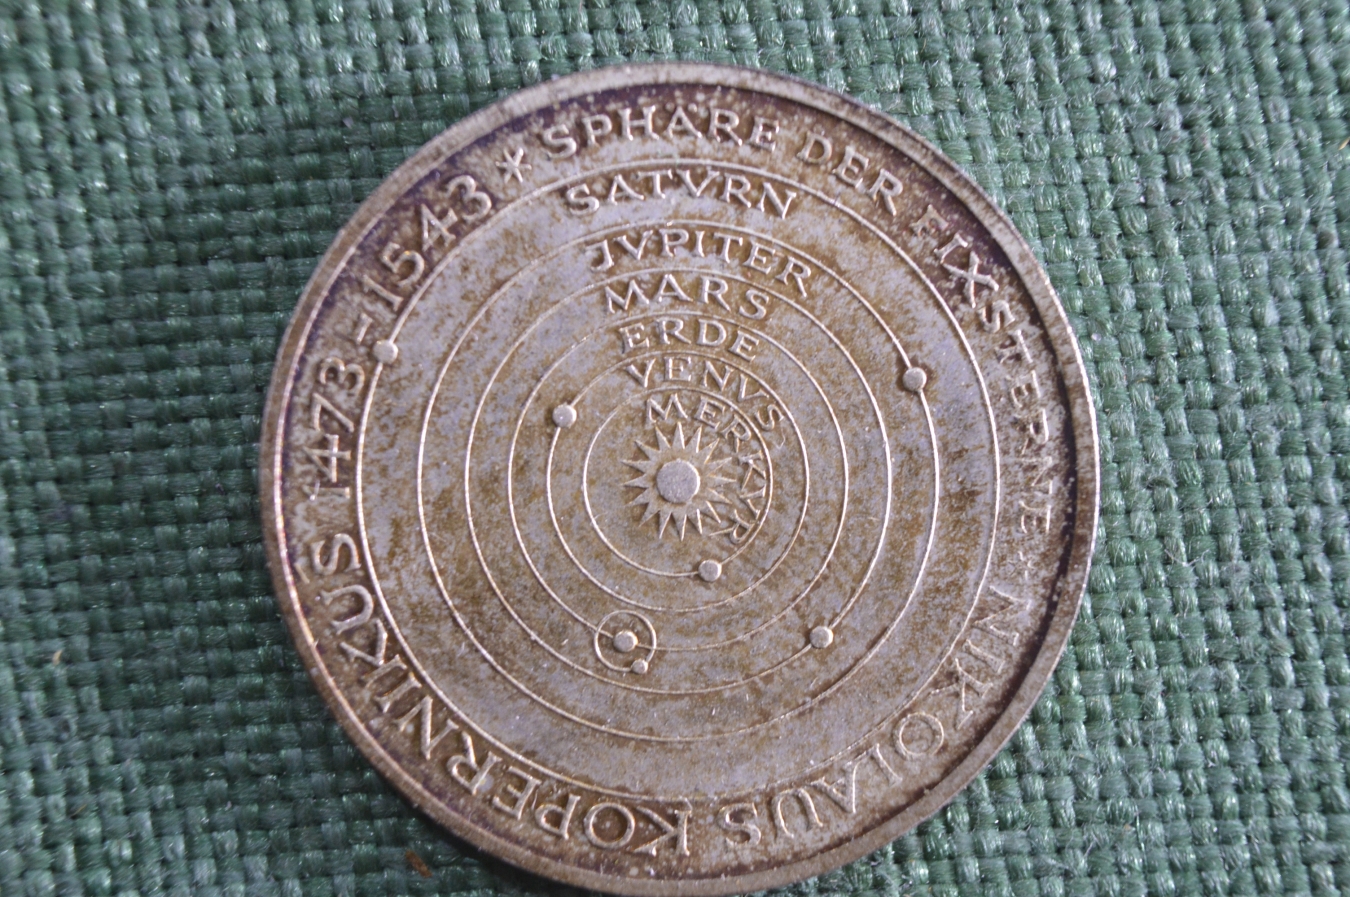 * SPHÄRE DER FIXSTERNE * NIKOLAUS KOPERNIKUS 1473-1543
SATVRN
JVPITER
MARS
ERDE
VENVS
MERKVR